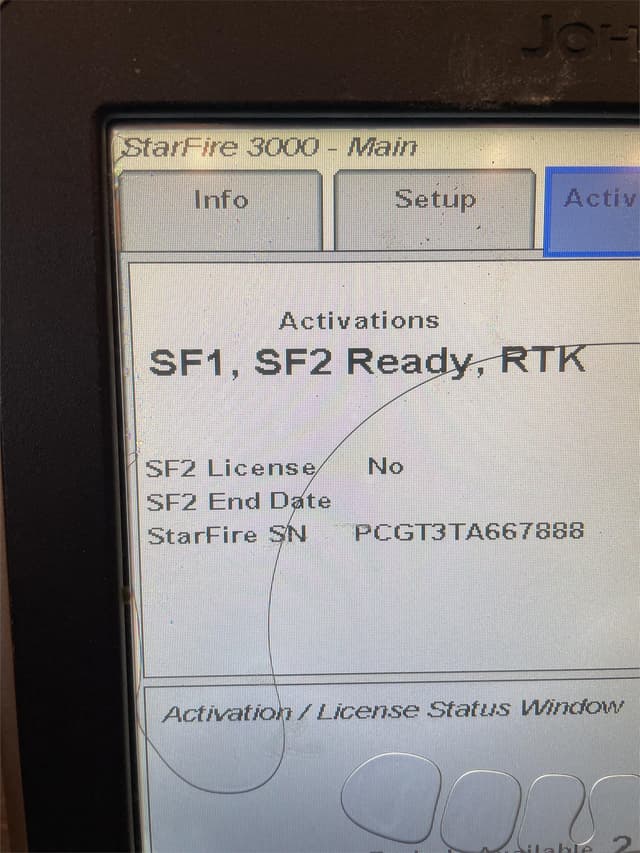 StarFire 3000 - Main
Info Setup Activ
Activations
SF1, SF2 Ready, RTK
SF2 License No
SF2 End Date
StarFire SN PCGT3TA667888
Activation / License Status Window